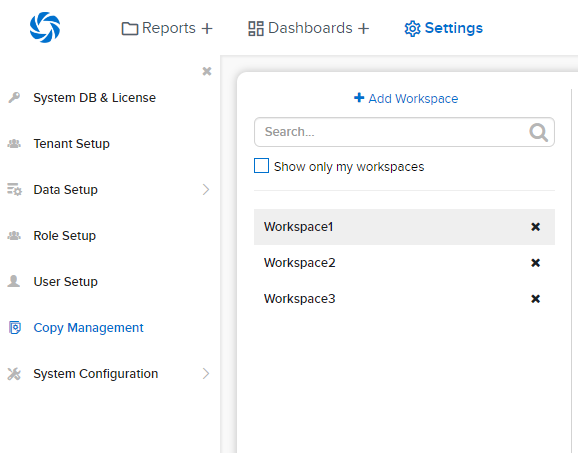 Reports +
Dashboards +
Settings
System DB & License
Tenant Setup
Data Setup
Role Setup
User Setup
Copy Management
System Configuration
+ Add Workspace
Search...
Show only my workspaces
Workspace1
Workspace2
Workspace3